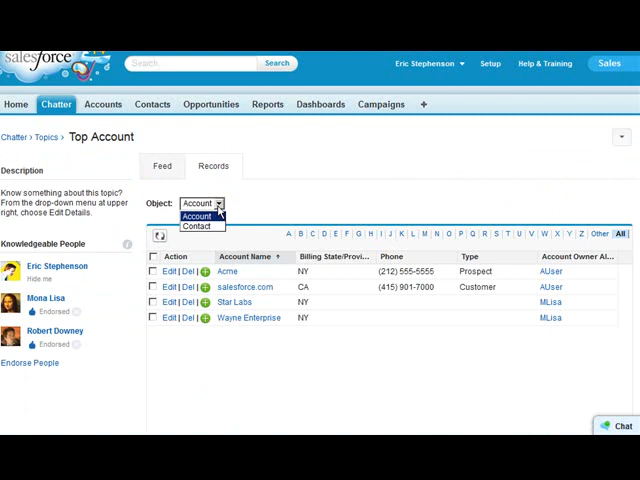 salesforce
Search...
Search
Eric Stephenson
Setup
Help & Training
Sales
Home
Chatter
Accounts
Contacts
Opportunities
Reports
Dashboards
Campaigns
+
Chatter › Topics ›
Top Account
Description
Know something about this topic?
From the drop-down menu at upper
right, choose Edit Details.
Knowledgeable People
i
Eric Stephenson
Hide me
Mona Lisa
Endorsed
Robert Downey
Endorsed
Endorse People
Feed
Records
Object:
Account
Account
Contact
A B C D E F G H I J K L M N O P Q R S T U V W X Y Z Other All
Action Account Name Billing State/Provi... Phone Type Account Owner Al...
Edit | Del | Acme NY (212) 555-5555 Prospect AUser
Edit | Del | salesforce.com CA (415) 901-7000 Customer AUser
Edit | Del | Star Labs NY MLisa
Edit | Del | Wayne Enterprise NY MLisa
Chat